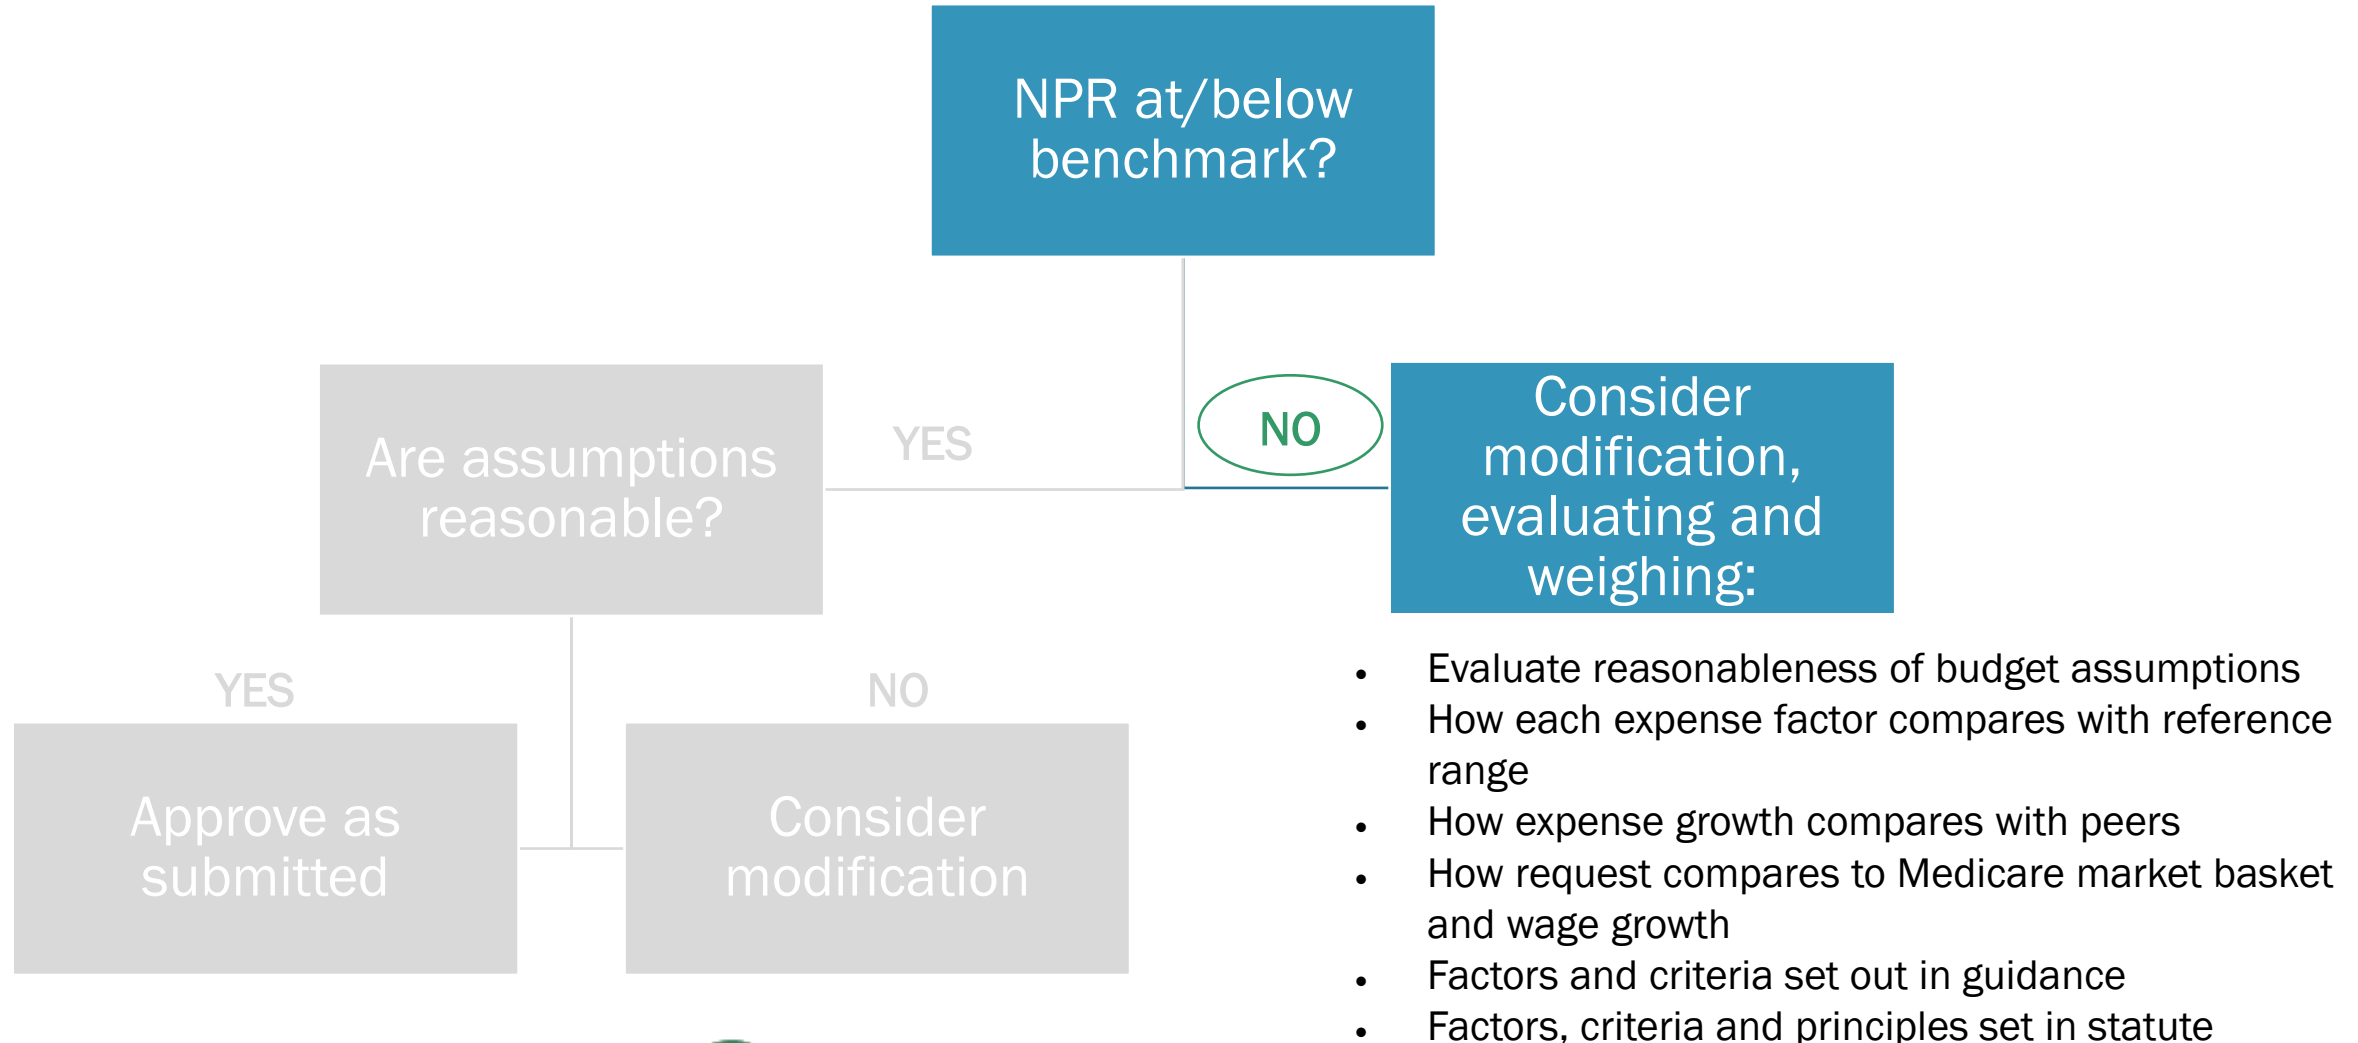 NPR at/below
benchmark?
Are assumptions
reasonable?
YES
NO
Consider
modification,
evaluating and
weighing:
YES
NO
Approve as
submitted
Consider
modification
• Evaluate reasonableness of budget assumptions
• How each expense factor compares with reference
range
• How expense growth compares with peers
• How request compares to Medicare market basket
and wage growth
• Factors and criteria set out in guidance
• Factors, criteria and principles set in statute